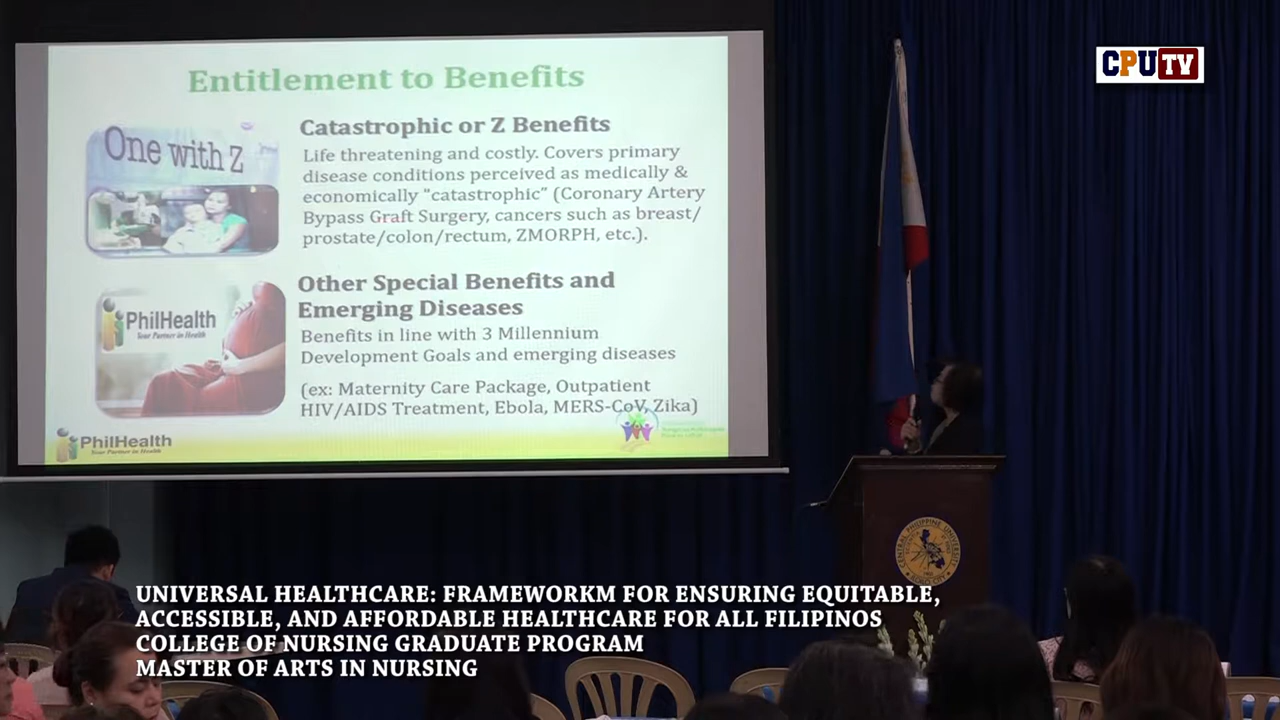 CPUTV
Entitlement to Benefits
One with Z
Catastrophic or Z Benefits
Life threatening and costly. Covers primary
disease conditions perceived as medically &
economically "catastrophic" (Coronary Artery
Bypass Graft Surgery, cancers such as breast/
prostate/colon/rectum, ZMORPH, etc.).
PhilHealth
Your Partner in Health
Other Special Benefits and
Emerging Diseases
Benefits in line with 3 Millennium
Development Goals and emerging diseases
(ex: Maternity Care Package, Outpatient
HIV/AIDS Treatment, Ebola, MERS-CoV, Zika)
PhilHealth
Your Partner in Health
CENTRAL PHILIPPINE UNIVERSITY
UNIVERSAL HEALTHCARE: FRAMEWORKM FOR ENSURING EQUITABLE,
ACCESSIBLE, AND AFFORDABLE HEALTHCARE FOR ALL FILIPINOS
COLLEGE OF NURSING GRADUATE PROGRAM
MASTER OF ARTS IN NURSING